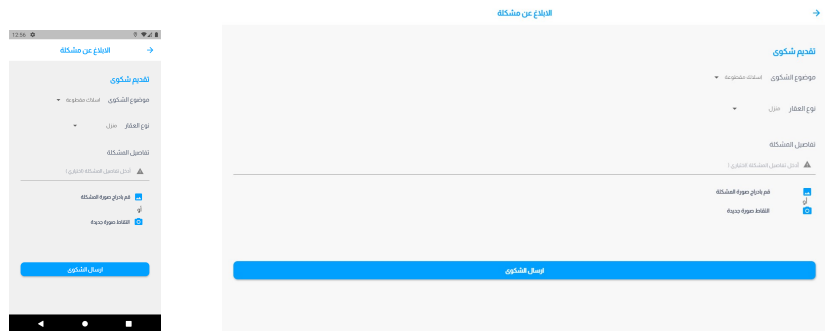 12:56
الابلاغ عن مشكلة
تقديم شكوى
موضوع الشكوى اسلاك مقطوعة
نوع العقار منزل
تفاصيل المشكلة
أدخل تفاصيل المشكلة (اختياري)
قم بادراج صورة المشكلة
أو
التقاط صورة جديدة
ارسال الشكوى
الابلاغ عن مشكلة
تقديم شكوى
موضوع الشكوى اسلاك مقطوعة
نوع العقار منزل
تفاصيل المشكلة
أدخل تفاصيل المشكلة (اختياري)
قم بادراج صورة المشكلة
أو
التقاط صورة جديدة
ارسال الشكوى